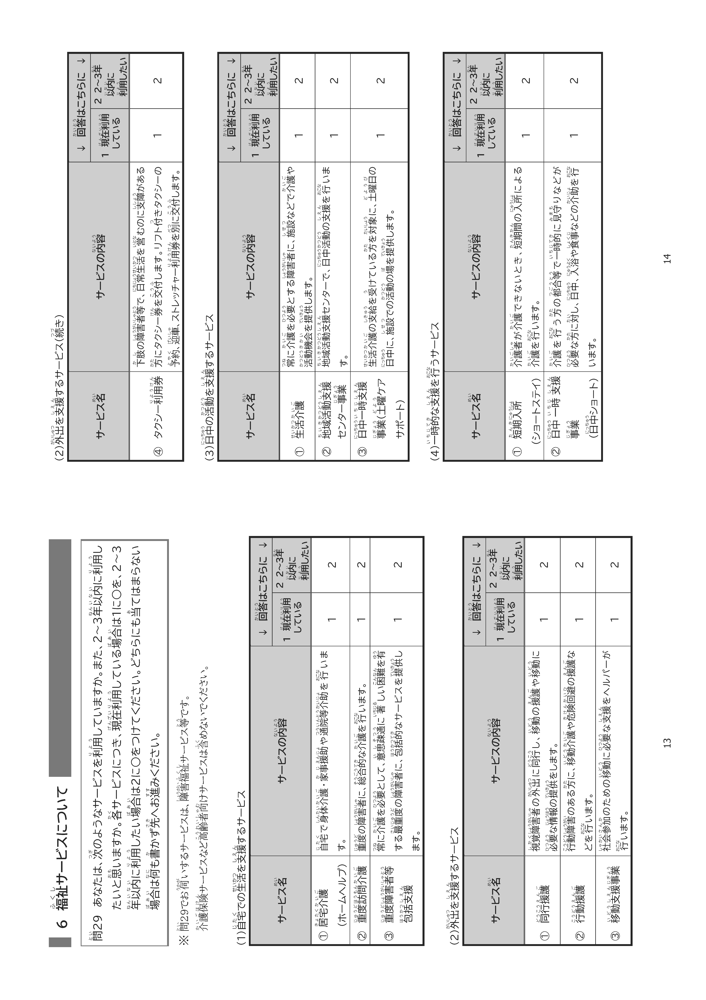 6 福祉サービスについて
問29 あなたは、次のようなサービスを利用していますか。また、2～3年以内に利用し
たいと思いますか。各サービスにつき、現在利用している場合は1に○を、2～3
年以内に利用したい場合は2に○をつけてください。どちらにも当てはまらない
場合は何も書かず先へお進みください。
※ 問29でお伺いするサービスは、障害福祉サービス等です。
介護保険サービスなど高齢者向けサービスは含めないでください。
(1)自宅での生活を支援するサービス
サービス名 サービスの内容 ↓ 回答はこちらに ↓
1 現在利用している 2 2～3年以内に利用したい
① 居宅介護 自宅で身体介護・家事援助や通院等介助を行いま 1 2
(ホームヘルプ) す。
② 重度訪問介護 重度の障害者に、総合的な介護を行います。 1 2
③ 重度障害者等 常に介護を必要として、意思疎通に著しい困難を有
包括支援 する最重度の障害者に、包括的なサービスを提供し 1 2
ます。
(2)外出を支援するサービス
サービス名 サービスの内容 ↓ 回答はこちらに ↓
1 現在利用している 2 2～3年以内に利用したい
① 同行援護 視覚障害者の外出に同行し、移動の援護や移動に 1 2
必要な情報の提供をします。
② 行動援護 行動障害のある方に、移動介護や危険回避の援護な 1 2
どを行います。
③ 移動支援事業 社会参加のための移動に必要な支援をヘルパーが 1 2
行います。
13
(2)外出を支援するサービス(続き)
サービス名 サービスの内容 ↓ 回答はこちらに ↓
1 現在利用している 2 2～3年以内に利用したい
下肢の障害者等で、日常生活を営むのに支障がある
④ タクシー利用券 方にタクシー券を交付します。リフト付きタクシーの 1 2
予約、迎車、ストレッチャー利用券を別に交付します。
(3)日中の活動を支援するサービス
サービス名 サービスの内容 ↓ 回答はこちらに ↓
1 現在利用している 2 2～3年以内に利用したい
① 生活介護 常に介護を必要とする障害者に、施設などで介護や 1 2
活動機会を提供します。
② 地域活動支援 地域活動支援センターで、日中活動の支援を行いま 1 2
センター事業 す。
③ 日中一時支援 生活介護の支給を受けている方を対象に、土曜日の
事業(土曜ケア 日中に、施設での活動の場を提供します。 1 2
サポート)
(4)一時的な支援を行うサービス
サービス名 サービスの内容 ↓ 回答はこちらに ↓
1 現在利用している 2 2～3年以内に利用したい
① 短期入所 介護者が介護できないとき、短期間の入所による 1 2
(ショートステイ) 介護を行います。
② 日中一時支援 介護を行う方の都合等で一時的に見守りなどが
事業 必要な方に対し、日中、入浴や食事などの介助を行 1 2
(日中ショート) います。
14